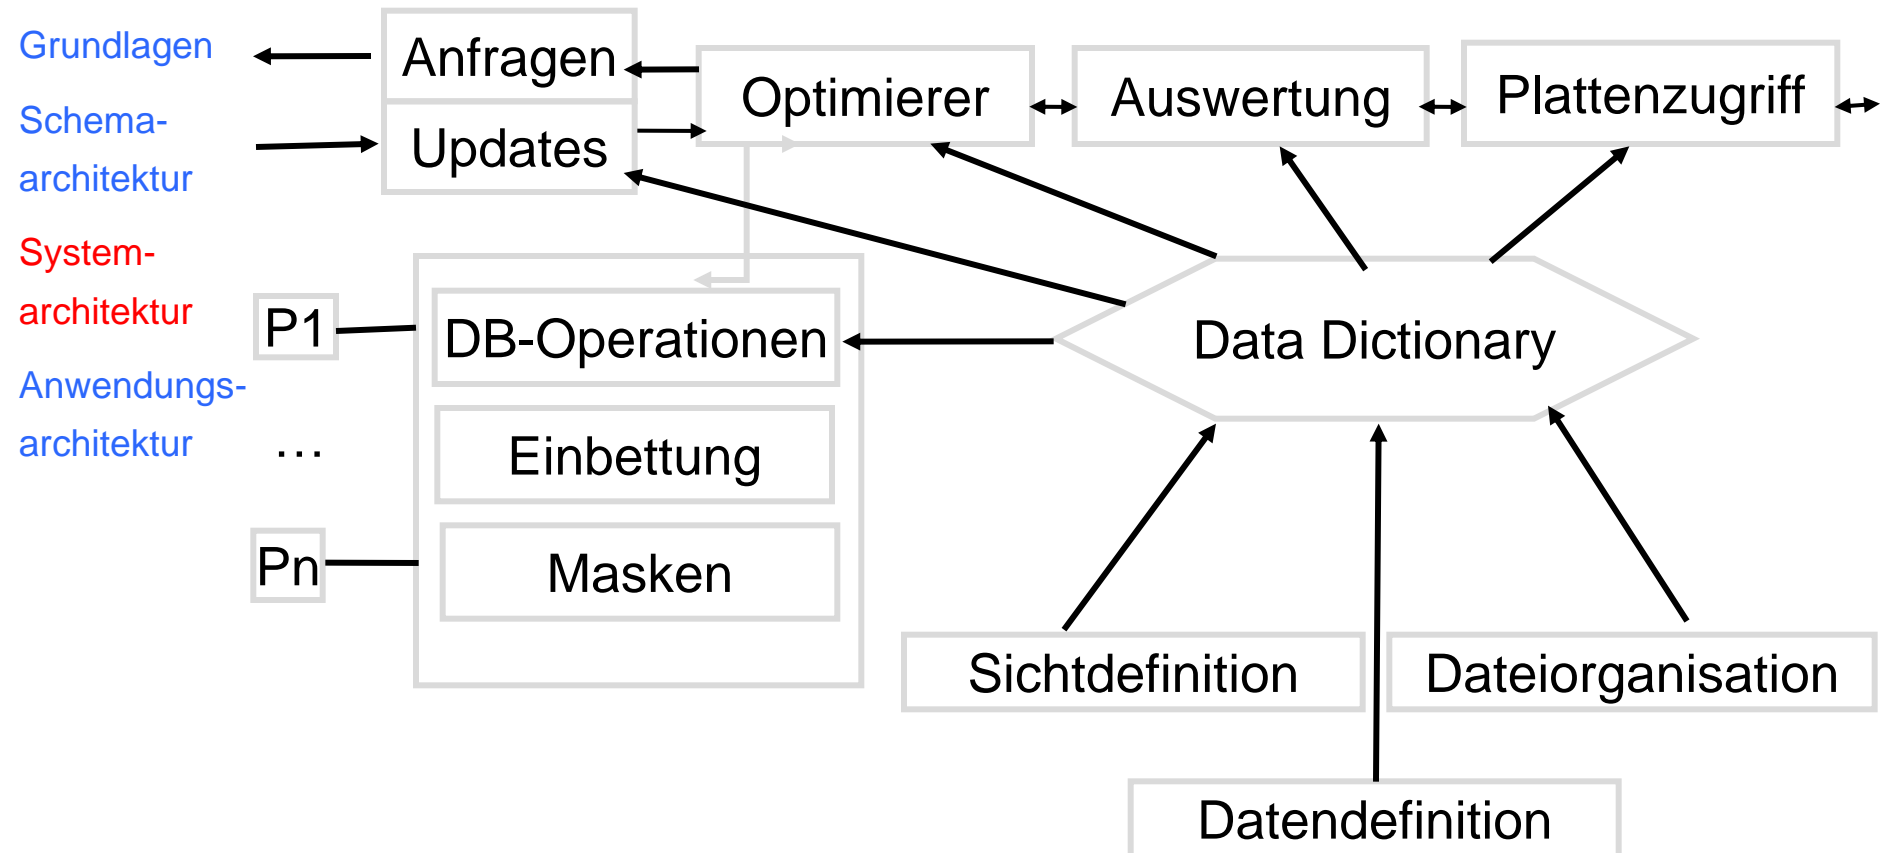 Grundlagen
Schema-
architektur
System-
architektur
Anwendungs-
architektur
Anfragen
Updates
Optimierer
Auswertung
Plattenzugriff
P1
…
Pn
DB-Operationen
Einbettung
Masken
Data Dictionary
Sichtdefinition
Dateiorganisation
Datendefinition